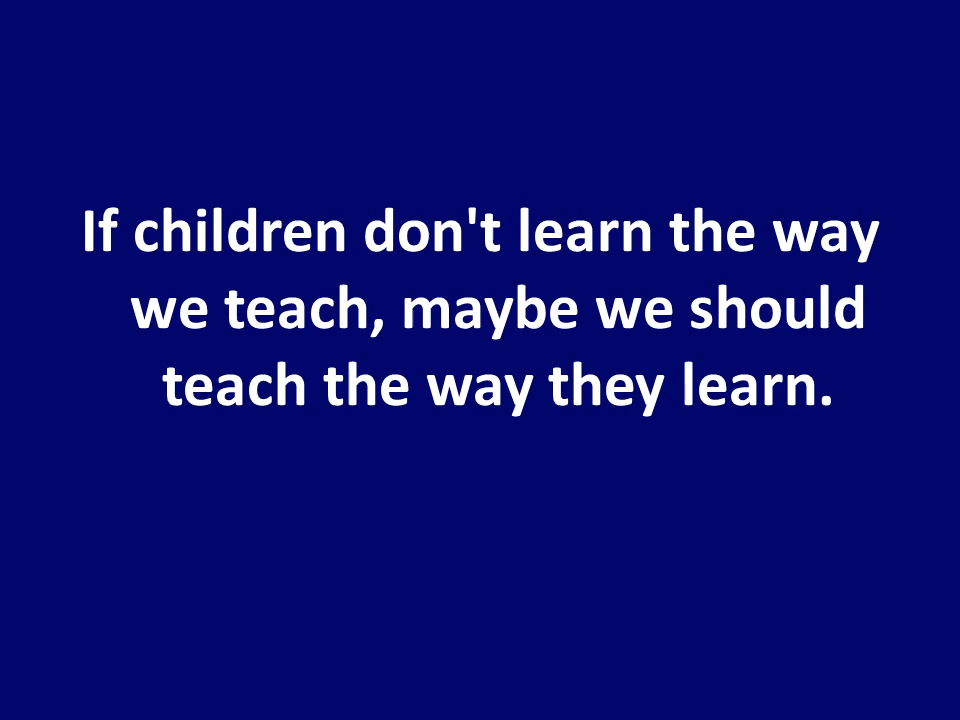 If children don't learn the way
we teach, maybe we should
teach the way they learn.